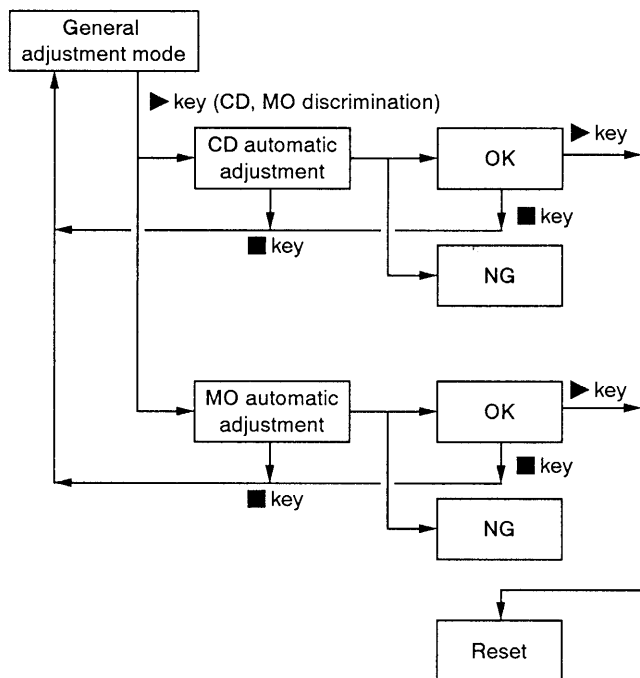 General
adjustment mode
▶ key (CD, MO discrimination)
CD automatic
adjustment
OK
▶ key
■ key
■ key
NG
MO automatic
adjustment
OK
▶ key
■ key
■ key
NG
Reset